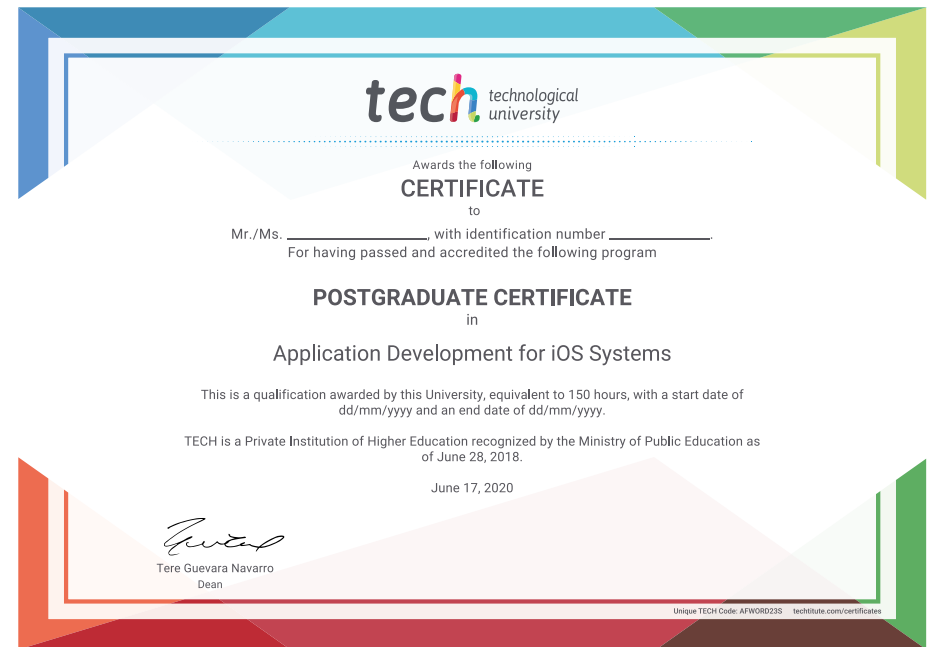 tech technological
university
Awards the following
CERTIFICATE
to
Mr./Ms. ____________________, with identification number ______________.
For having passed and accredited the following program
POSTGRADUATE CERTIFICATE
in
Application Development for iOS Systems
This is a qualification awarded by this University, equivalent to 150 hours, with a start date of
dd/mm/yyyy and an end date of dd/mm/yyyy.
TECH is a Private Institution of Higher Education recognized by the Ministry of Public Education as
of June 28, 2018.
June 17, 2020
Tere Guevara Navarro
Dean
Unique TECH Code: AFWORD23S techtitute.com/certificates